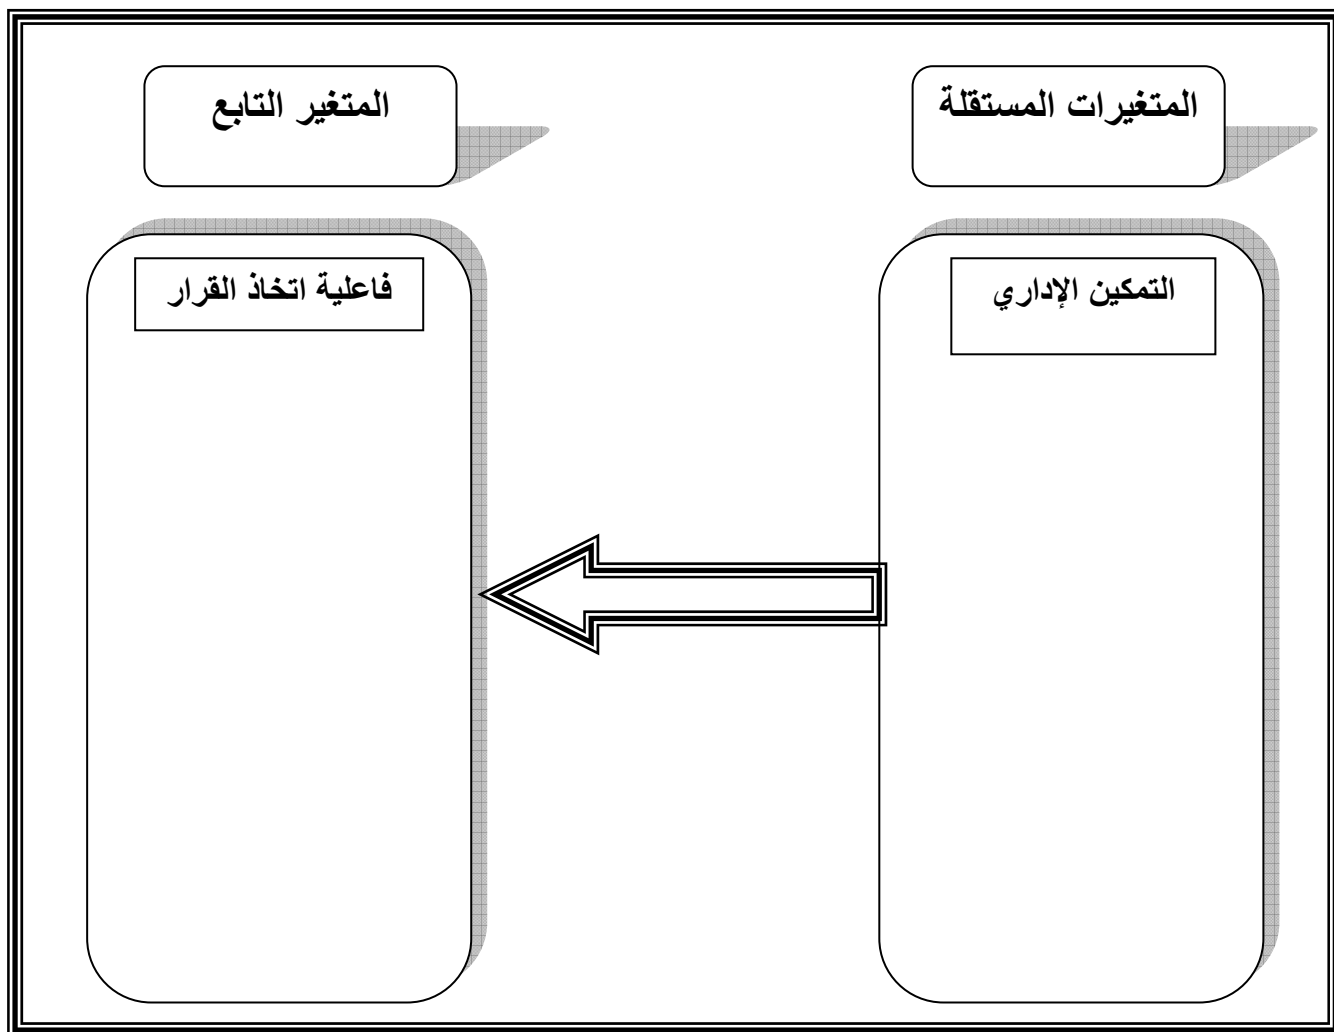 المتغيرات المستقلة
المتغير التابع
التمكين الإداري
فاعلية اتخاذ القرار